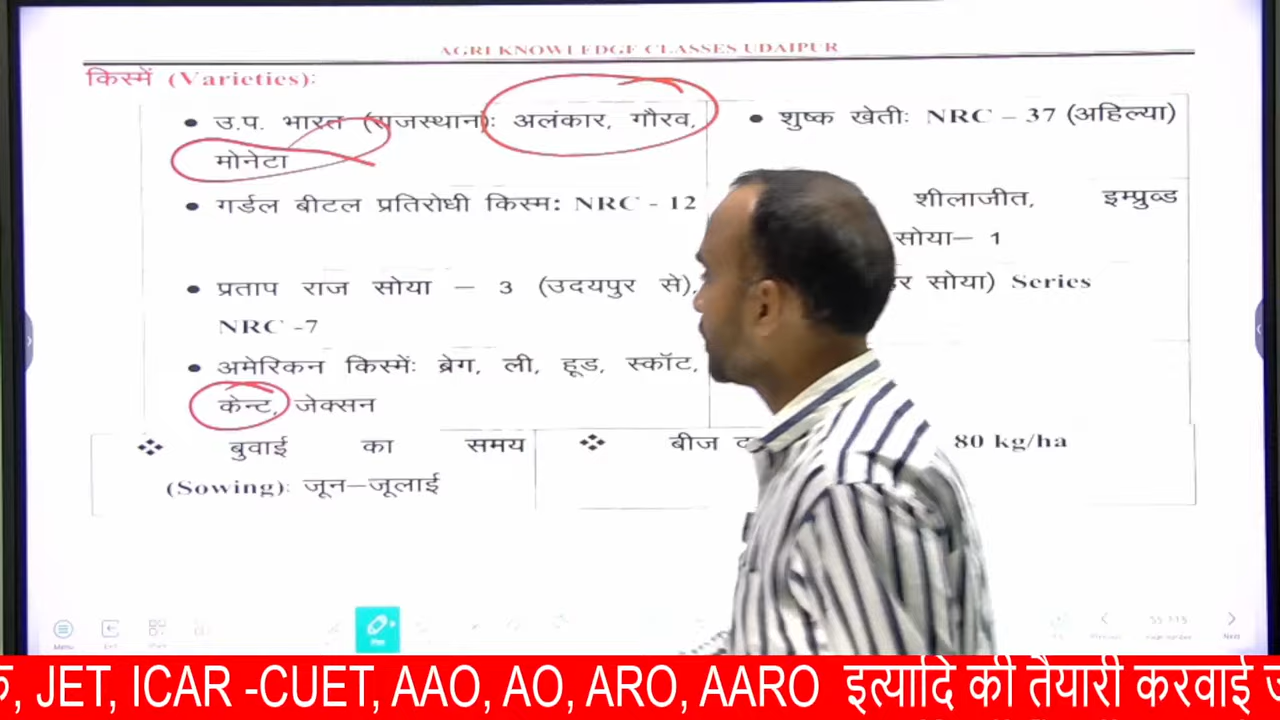 AGRI KNOWLEDGE CLASSES UDAIPUR
किस्में (Varieties):
• उ.प. भारत (राजस्थान): अलंकार, गौरव,
मोनेटा
• गर्डल बीटल प्रतिरोधी किस्म: NRC - 12
• प्रताप राज सोया – 3 (उदयपुर से),
NRC -7
• अमेरिकन किस्में: ब्रेग, ली, हूड, स्कॉट,
केन्ट, जेक्सन
• शुष्क खेती: NRC – 37 (अहिल्या)
शीलाजीत, इम्प्रुव्ड
सोया– 1
सोया) Series
❖ बुवाई का समय
(Sowing): जून–जूलाई
❖ बीज
80 kg/ha
Menu
Next
JET, ICAR -CUET, AAO, AO, ARO, AARO इत्यादि की तैयारी करवाई